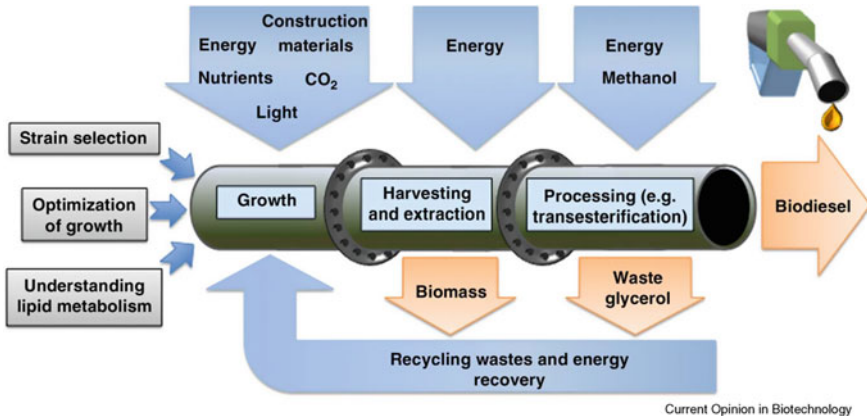 Construction
Energy materials
Nutrients CO₂
Light
Energy
Energy
Methanol
Strain selection
Optimization
of growth
Understanding
lipid metabolism
Growth
Harvesting
and extraction
Processing (e.g.
transesterification)
Biodiesel
Biomass
Waste
glycerol
Recycling wastes and energy
recovery
Current Opinion in Biotechnology